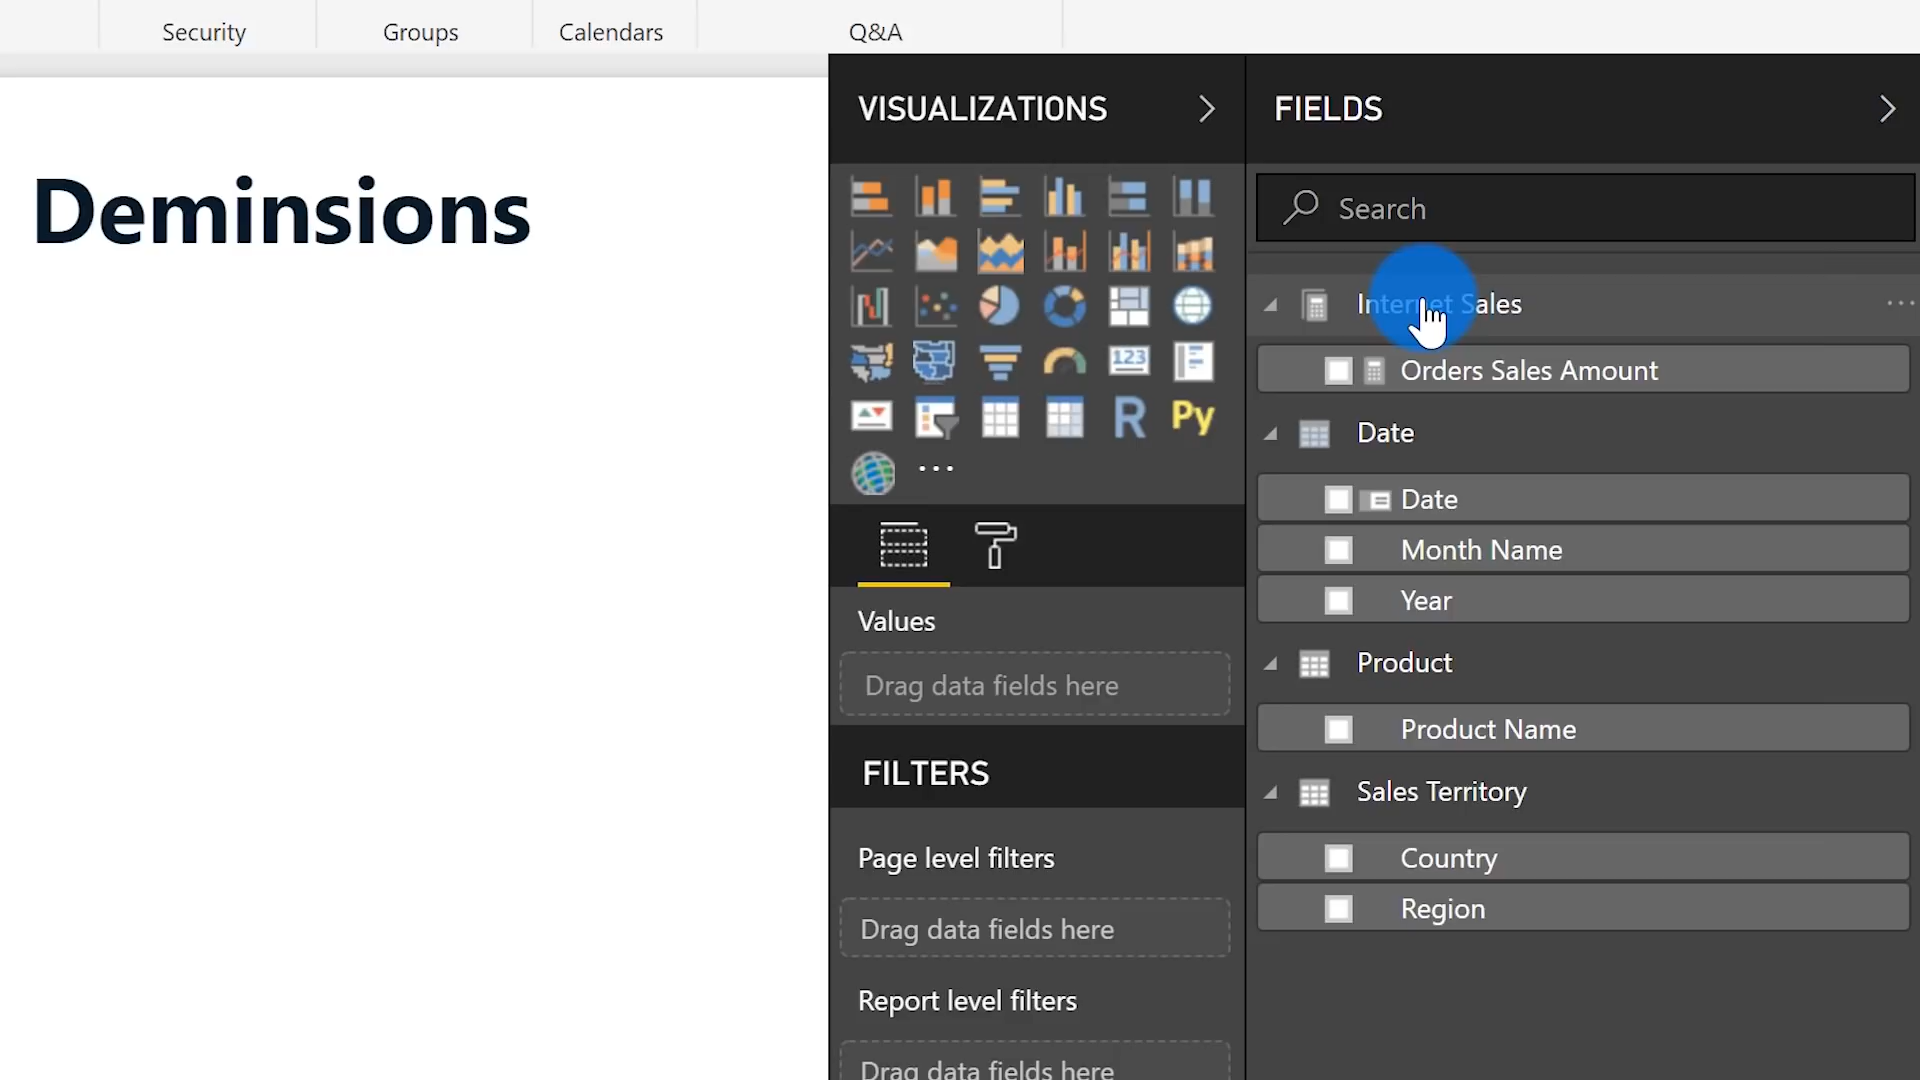 Security
Groups
Calendars
Q&A
Deminsions
VISUALIZATIONS
123
R
Py
Values
Drag data fields here
FILTERS
Page level filters
Drag data fields here
Report level filters
Drag data fields here
FIELDS
Search
Internet Sales
Orders Sales Amount
Date
Date
Month Name
Year
Product
Product Name
Sales Territory
Country
Region